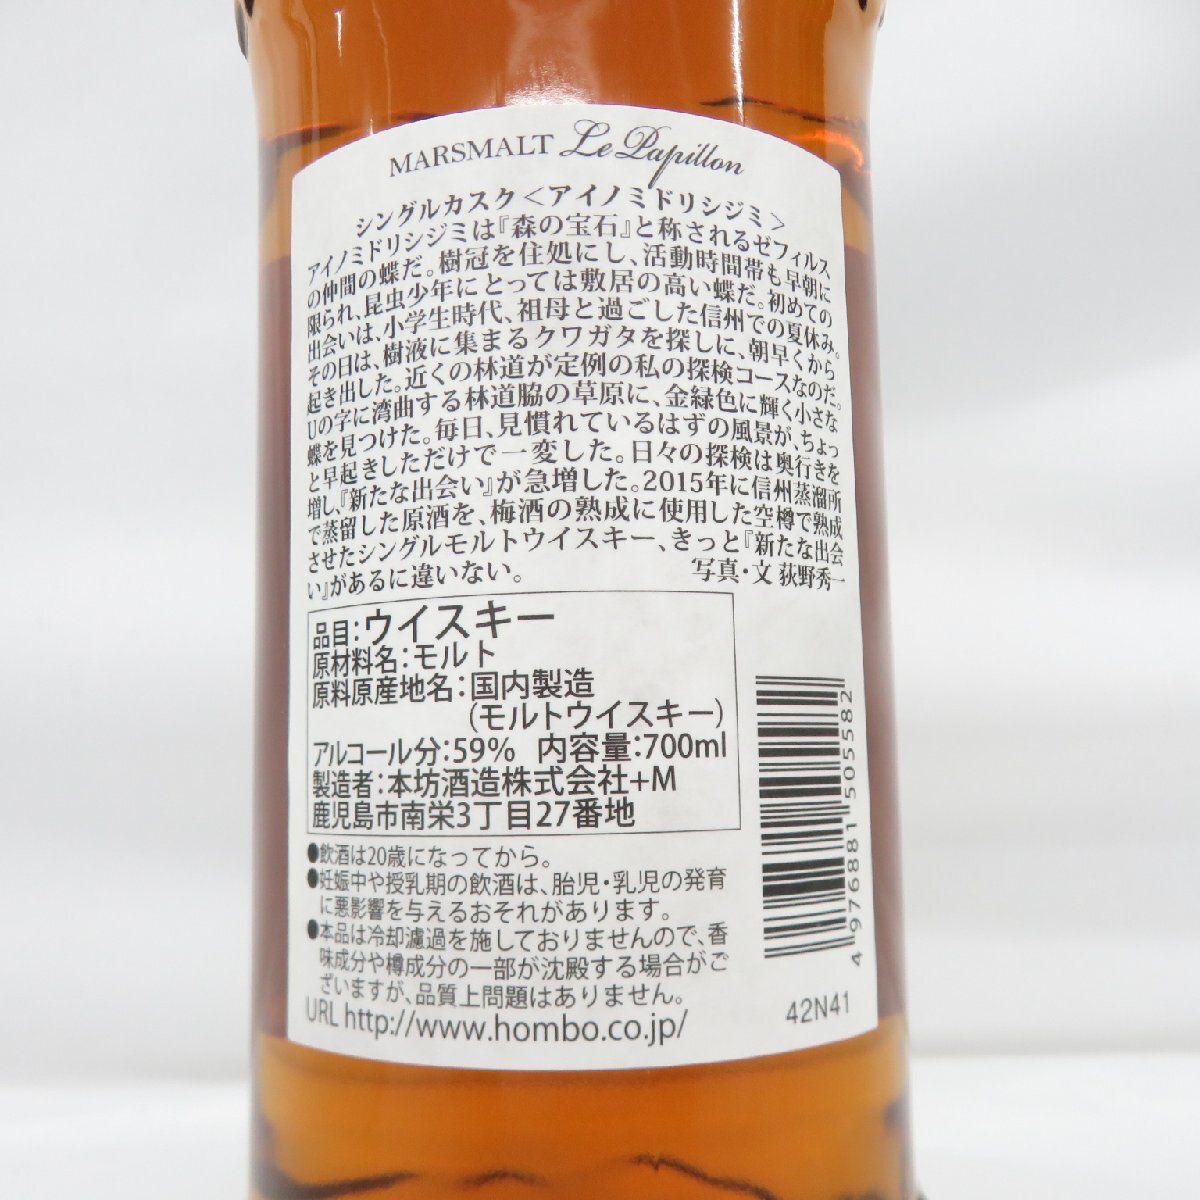 MARSMALT Le Papillon
シングルカスク<アイノミドリシジミ>
アイノミドリシジミは『森の宝石』と称されるゼフィルス
の仲間の蝶だ。樹冠を住処にし、活動時間帯も早朝に
限られ、昆虫少年にとっては敷居の高い蝶だ。初めての
出会いは、小学生時代、祖母と過ごした信州での夏休み。
その日は、樹液に集まるクワガタを探しに、朝早くから
起き出した。近くの林道が定例の私の探検コースなのだ。
Uの字に湾曲する林道脇の草原に、金緑色に輝く小さな
蝶を見つけた。毎日、見慣れているはずの風景が、ちょっ
と早起きしただけで一変した。日々の探検は奥行きを
増し、『新たな出会い』が急増した。2015年に信州蒸溜所
で蒸留した原酒を、梅酒の熟成に使用した空樽で熟成
させたシングルモルトウイスキー、きっと『新たな出会
い』があるに違いない。　写真・文 荻野秀一
品目:ウイスキー
原材料名:モルト
原料原産地名:国内製造
(モルトウイスキー)
アルコール分:59%　内容量:700ml
製造者:本坊酒造株式会社+M
鹿児島市南栄3丁目27番地
●飲酒は20歳になってから。
●妊娠中や授乳期の飲酒は、胎児・乳児の発育
に悪影響を与えるおそれがあります。
●本品は冷却濾過を施しておりませんので、香
味成分や樽成分の一部が沈殿する場合がご
ざいますが、品質上問題はありません。
URL http://www.hombo.co.jp/
4 976881 505582
42N41